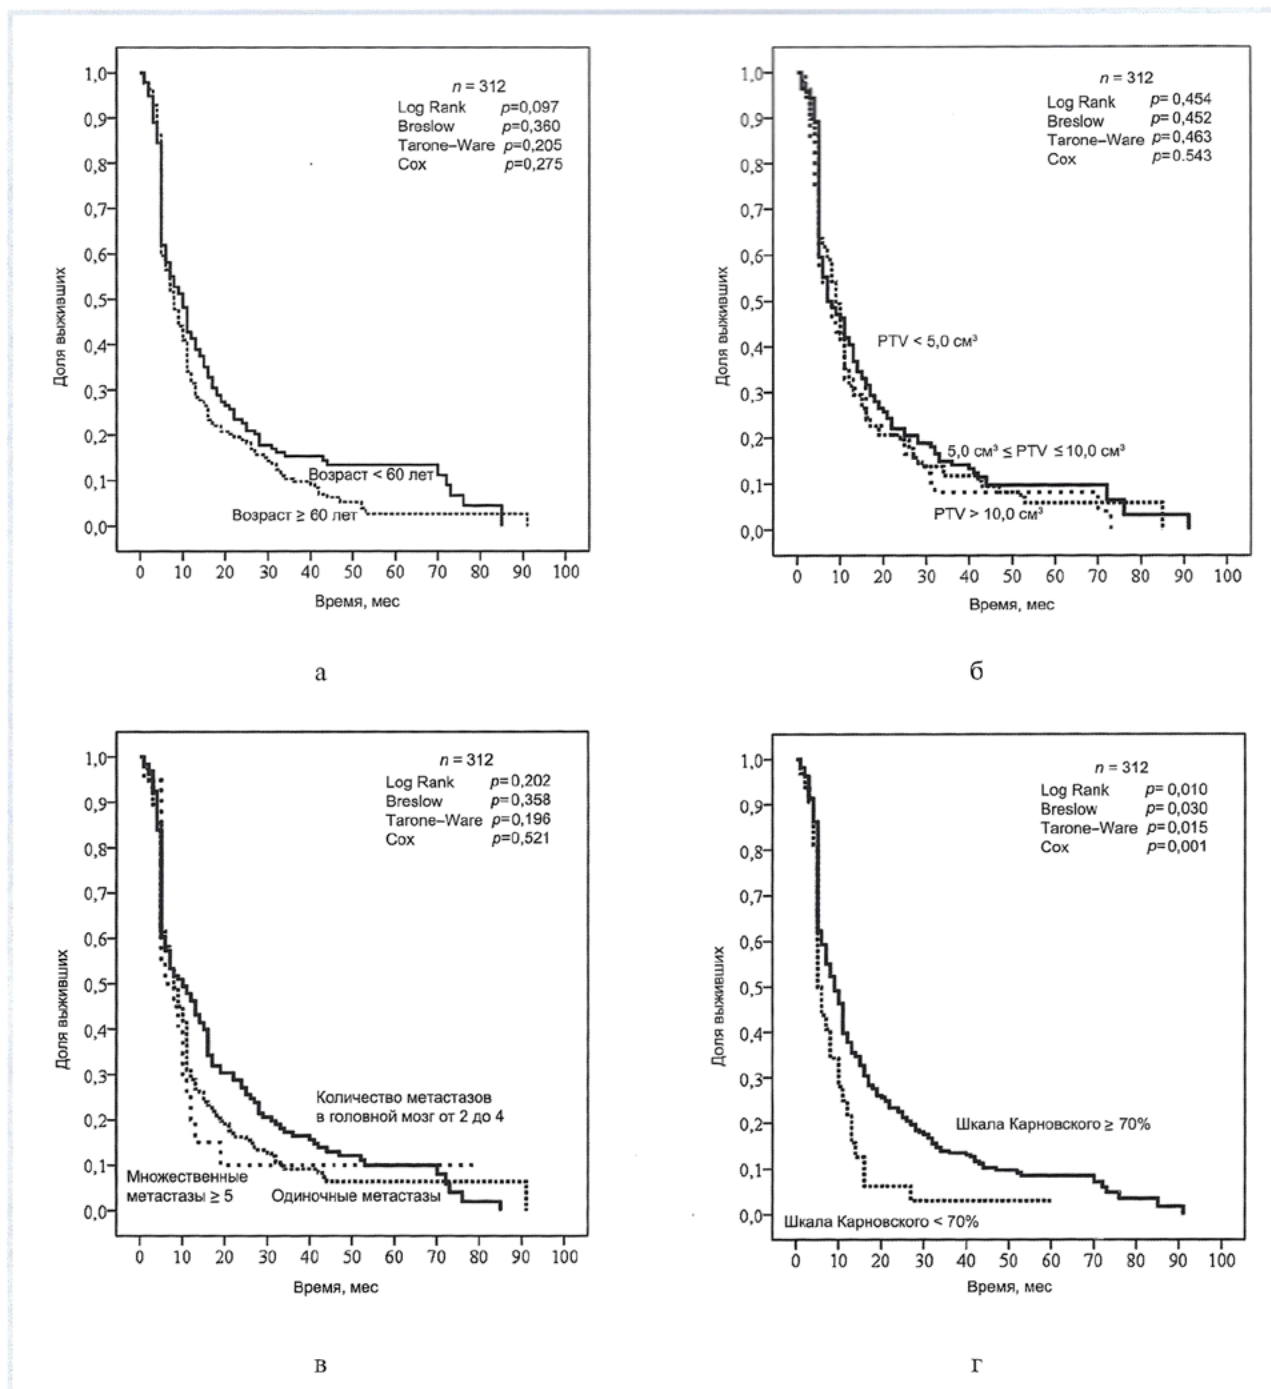 n = 312
Log Rank p=0,097
Breslow p=0,360
Tarone–Ware p=0,205
Cox p=0,275
1,0
0,9
0,8
0,7
0,6
0,5
0,4
0,3
0,2
0,1
0,0
Доля выживших
Возраст < 60 лет
Возраст ≥ 60 лет
0 10 20 30 40 50 60 70 80 90 100
Время, мес
а
n = 312
Log Rank p= 0,454
Breslow p= 0,452
Tarone–Ware p= 0,463
Cox p= 0.543
1,0
0,9
0,8
0,7
0,6
0,5
0,4
0,3
0,2
0,1
0,0
Доля выживших
PTV < 5,0 см³
5,0 см³ ≤ PTV ≤ 10,0 см³
PTV > 10,0 см³
0 10 20 30 40 50 60 70 80 90 100
Время, мес
б
n = 312
Log Rank p=0,202
Breslow p=0,358
Tarone–Ware p=0,196
Cox p=0,521
1,0
0,9
0,8
0,7
0,6
0,5
0,4
0,3
0,2
0,1
0,0
Доля выживших
Количество метастазов
в головной мозг от 2 до 4
Множественные
метастазы ≥ 5
Одиночные метастазы
0 10 20 30 40 50 60 70 80 90 100
Время, мес
в
n = 312
Log Rank p= 0,010
Breslow p= 0,030
Tarone–Ware p= 0,015
Cox p= 0,001
1,0
0,9
0,8
0,7
0,6
0,5
0,4
0,3
0,2
0,1
0,0
Доля выживших
Шкала Карновского ≥ 70%
Шкала Карновского < 70%
0 10 20 30 40 50 60 70 80 90 100
Время, мес
г